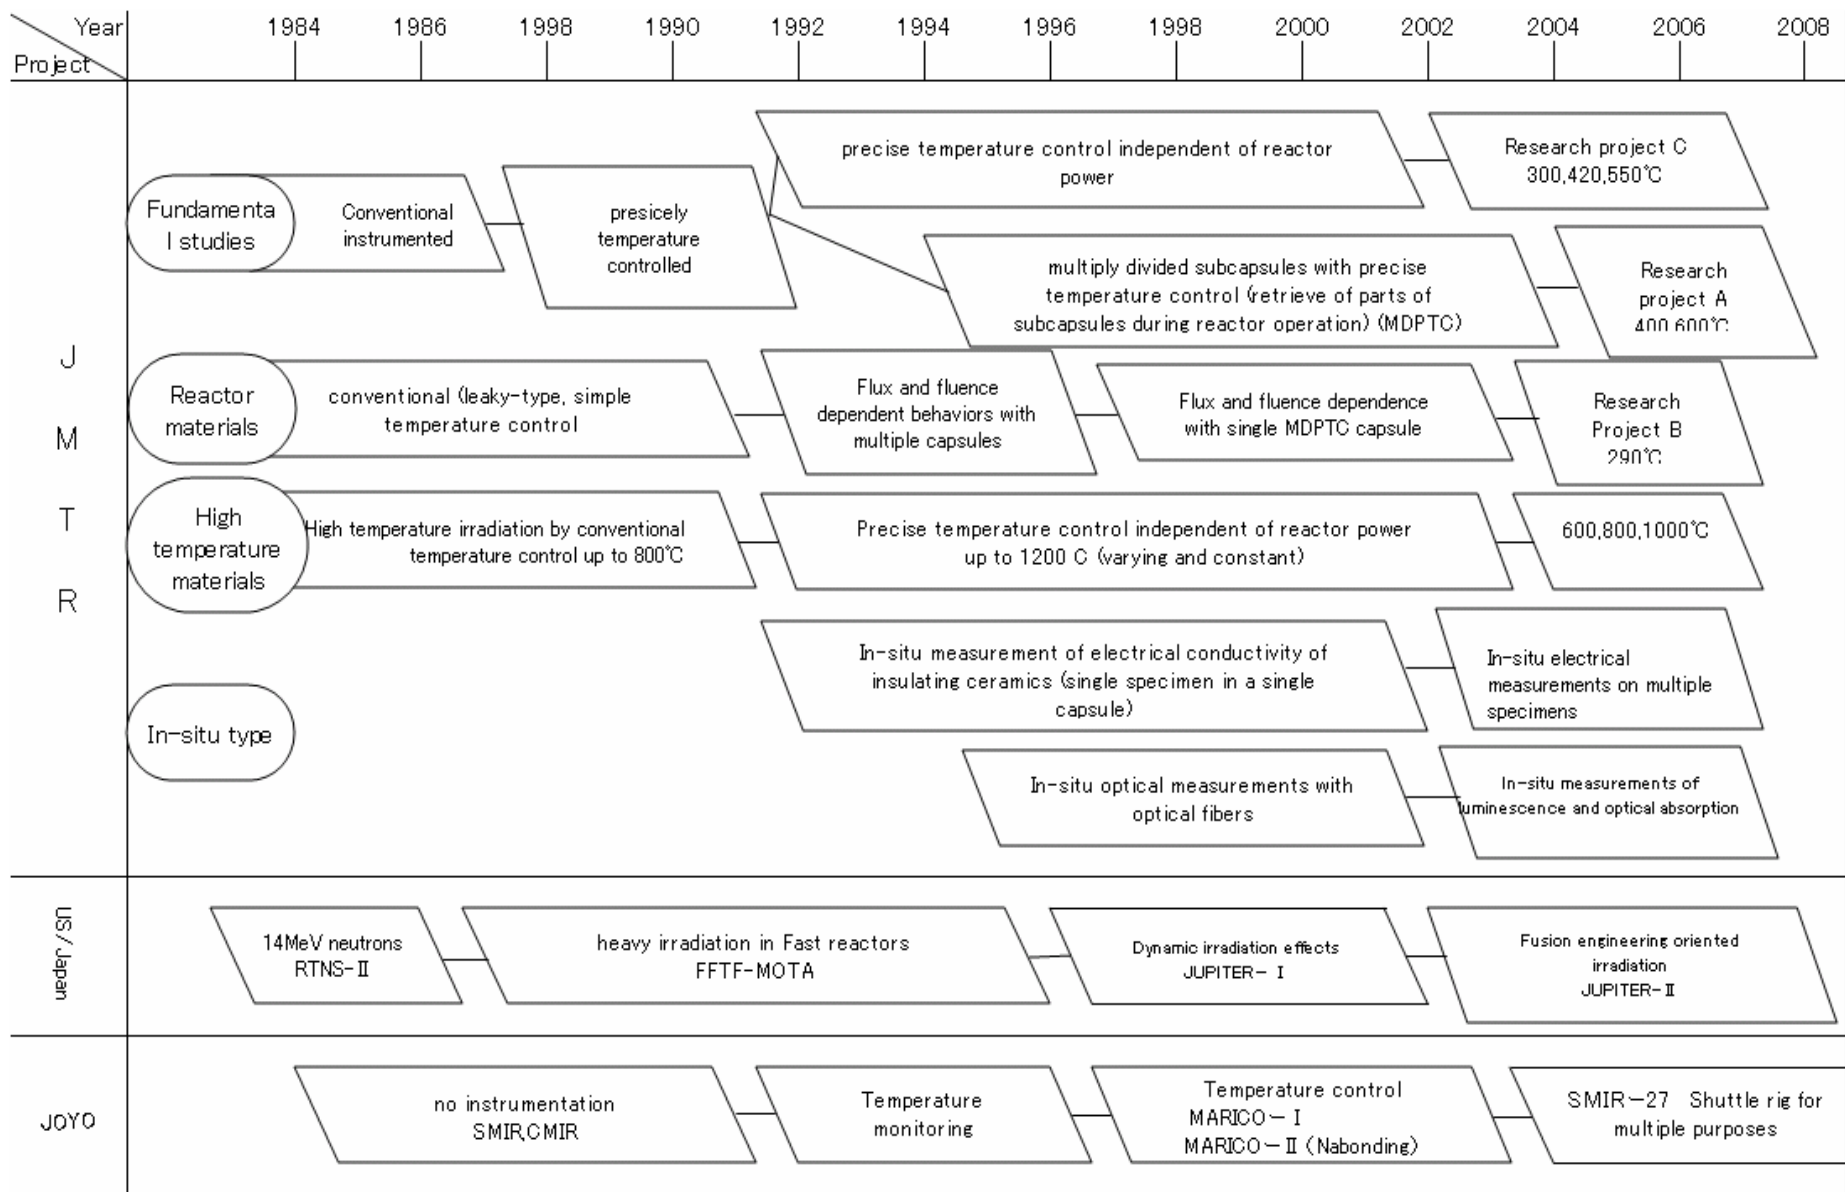 Year
Project
1984 1986 1998 1990 1992 1994 1996 1998 2000 2002 2004 2006 2008
J
M
T
R
Fundamenta
l studies
Conventional
instrumented
presicely
temperature
controlled
precise temperature control independent of reactor
power
Research project C
300,420,550℃
multiply divided subcapsules with precise
temperature control (retrieve of parts of
subcapsules during reactor operation) (MDPTC)
Research
project A
400,600℃
Reactor
materials
conventional (leaky-type, simple
temperature control
Flux and fluence
dependent behaviors with
multiple capsules
Flux and fluence dependence
with single MDPTC capsule
Research
Project B
290℃
High
temperature
materials
High temperature irradiation by conventional
temperature control up to 800℃
Precise temperature control independent of reactor power
up to 1200 C (varying and constant)
600,800,1000℃
In-situ type
In-situ measurement of electrical conductivity of
insulating ceramics (single specimen in a single
capsule)
In-situ electrical
measurements on multiple
specimens
In-situ optical measurements with
optical fibers
In-situ measurements of
luminescence and optical absorption
US/Japan
14MeV neutrons
RTNS-II
heavy irradiation in Fast reactors
FFTF-MOTA
Dynamic irradiation effects
JUPITER- I
Fusion engineering oriented
irradiation
JUPITER-II
JOYO
no instrumentation
SMIR,CMIR
Temperature
monitoring
Temperature control
MARICO-I
MARICO-II (Nabonding)
SMIR-27 Shuttle rig for
multiple purposes